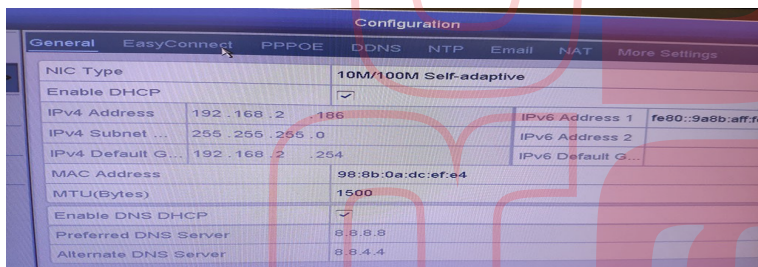 Configuration
General EasyConnect PPPOE DDNS NTP Email NAT More Settings
NIC Type 10M/100M Self-adaptive
Enable DHCP
IPv4 Address 192 .168 .2 .186 IPv6 Address 1 fe80::9a8b:aff:f
IPv4 Subnet ... 255 .255 .255 .0 IPv6 Address 2
IPv4 Default G... 192 .168 .2 .254 IPv6 Default G...
MAC Address 98:8b:0a:dc:ef:e4
MTU(Bytes) 1500
Enable DNS DHCP
Preferred DNS Server 8.8.8.8
Alternate DNS Server 8.8.4.4